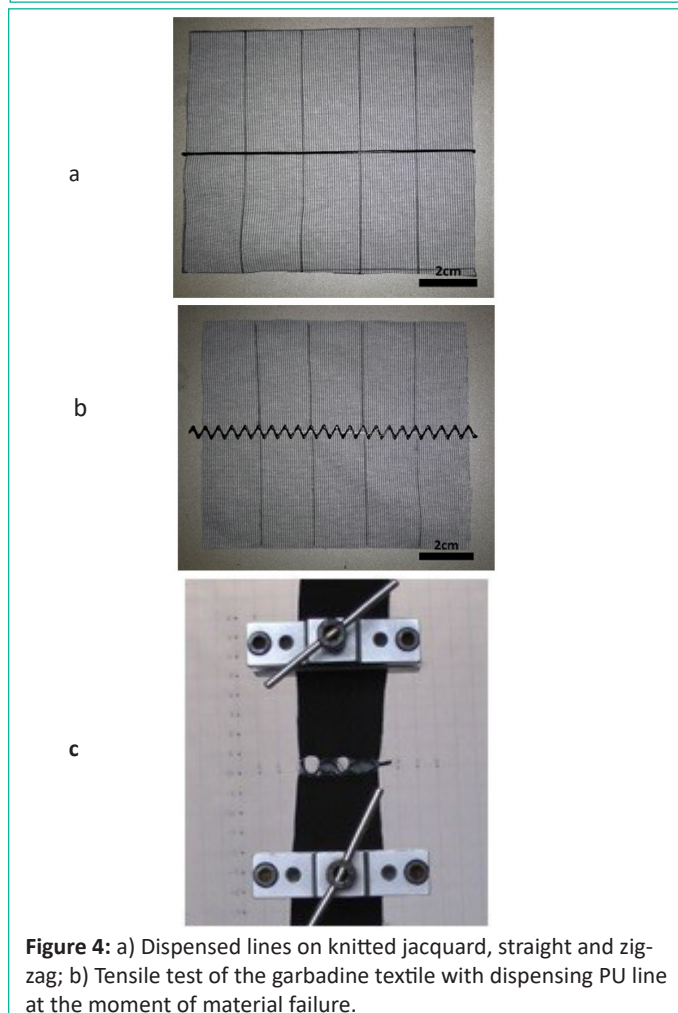 a
2cm
b
2cm
c
Figure 4: a) Dispensed lines on knitted jacquard, straight and zig-
zag; b) Tensile test of the garbadine textile with dispensing PU line
at the moment of material failure.